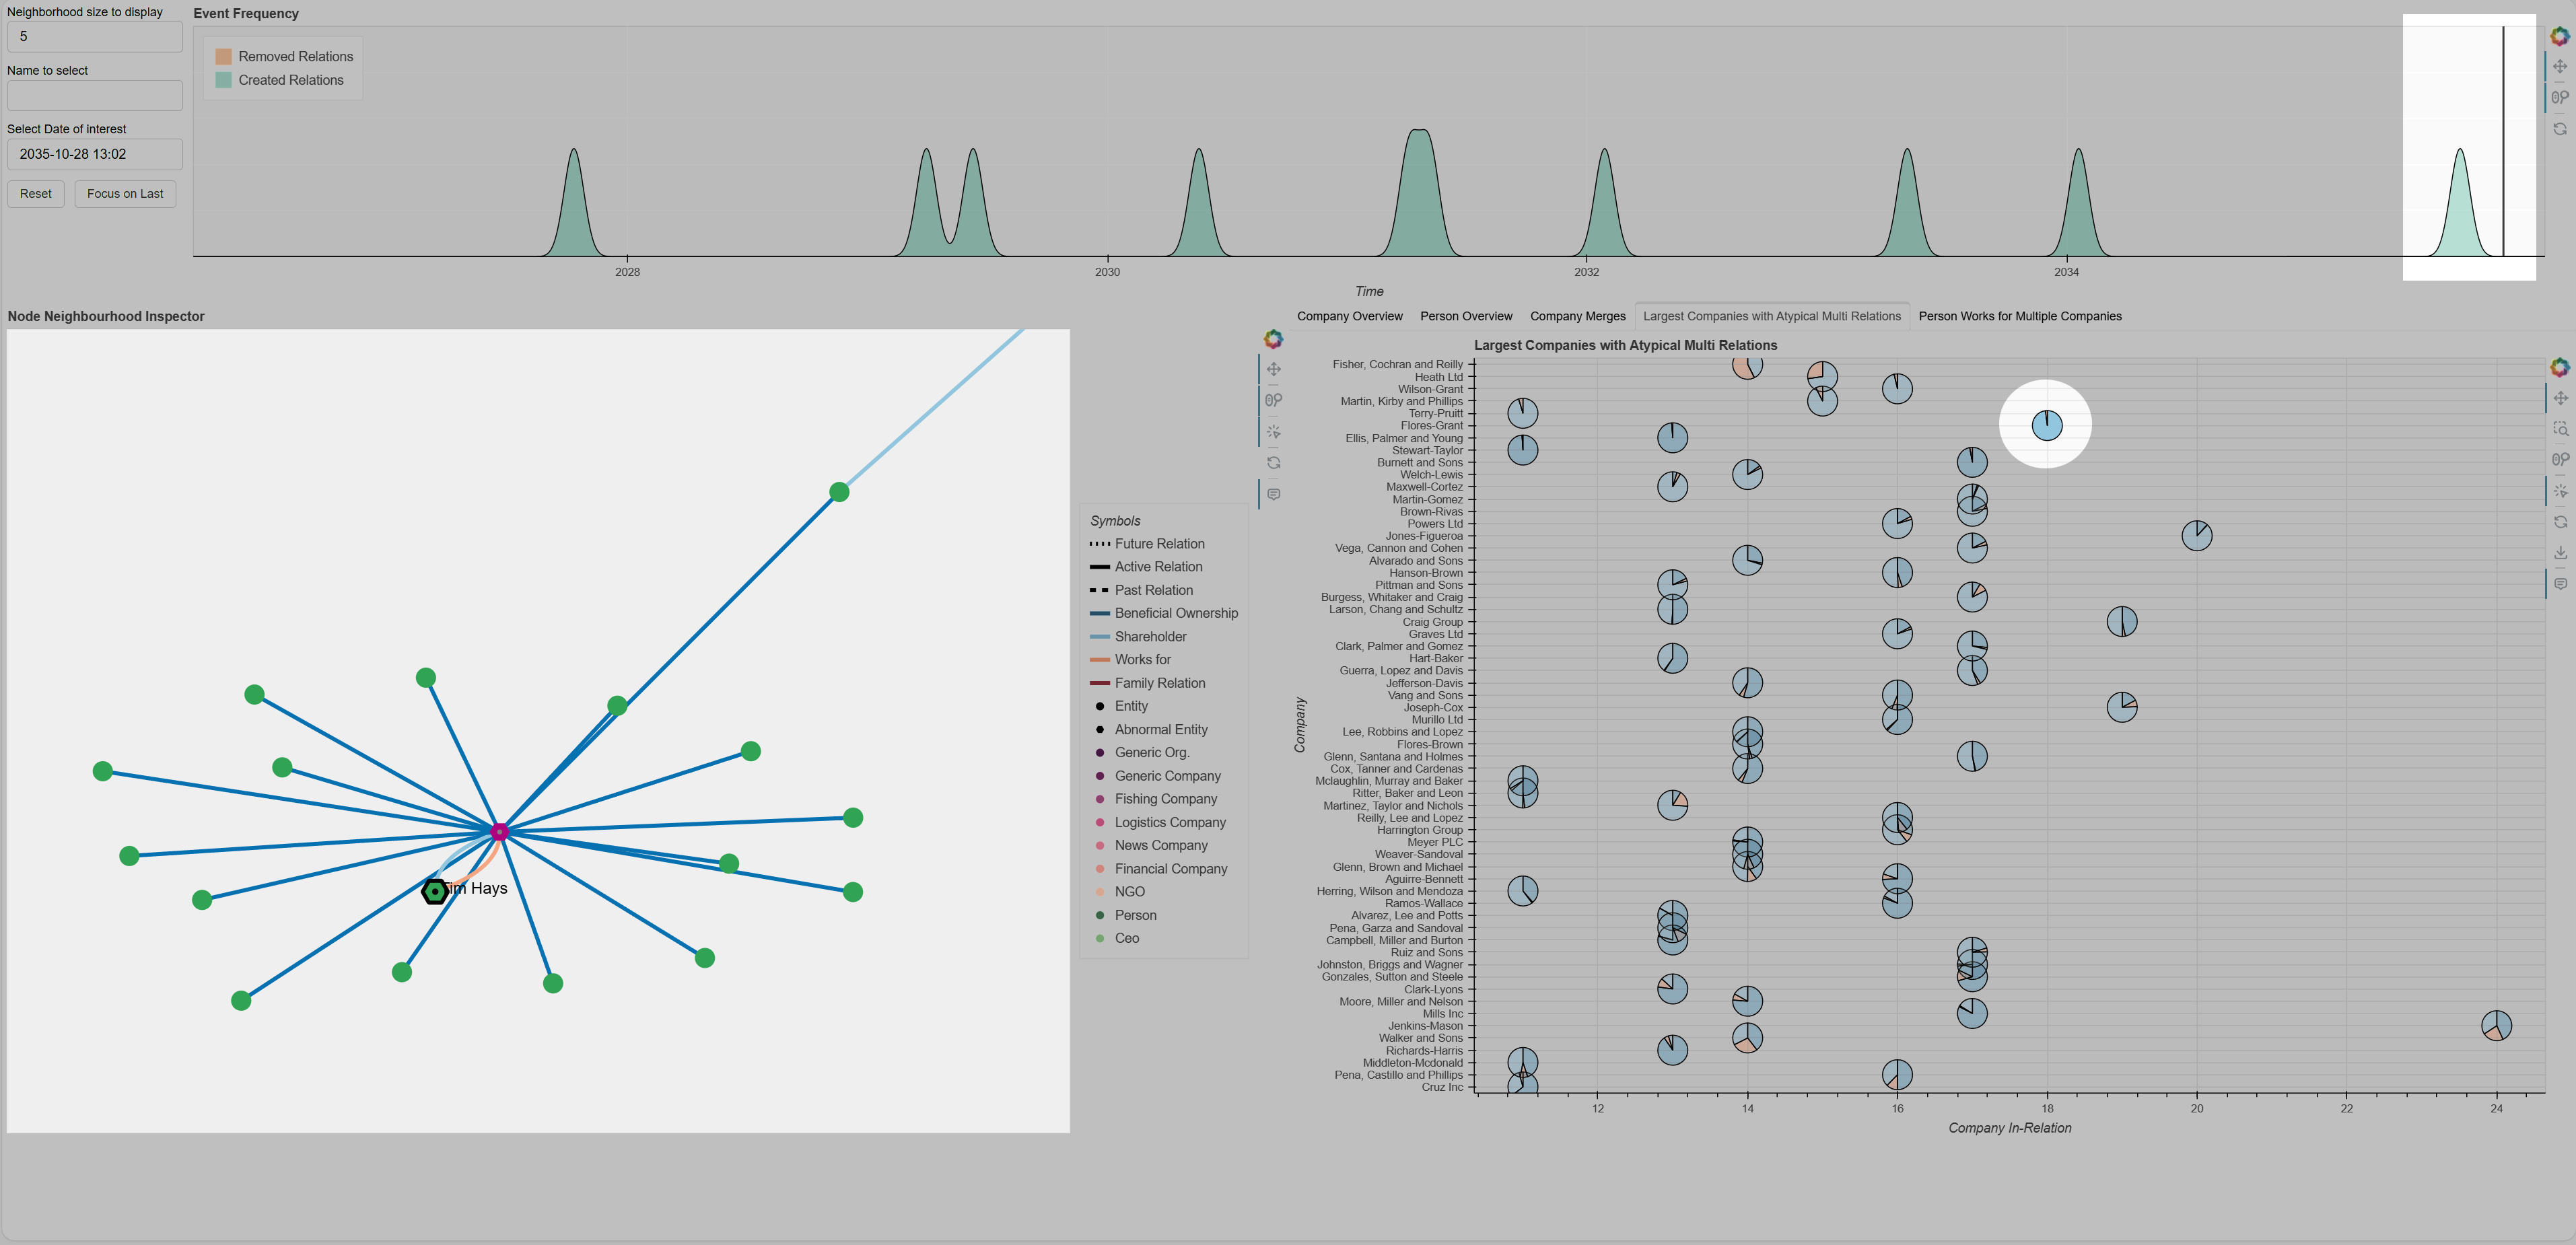 Neighborhood size to display
5
Name to select
Select Date of interest
2035-10-28 13:02
Reset
Focus on Last
Event Frequency
Removed Relations
Created Relations
2028
2030
2032
2034
Time
Node Neighbourhood Inspector
Tim Hays
Symbols
Future Relation
Active Relation
Past Relation
Beneficial Ownership
Shareholder
Works for
Family Relation
Entity
Abnormal Entity
Generic Org.
Generic Company
Fishing Company
Logistics Company
News Company
Financial Company
NGO
Person
Ceo
Company Overview
Person Overview
Company Merges
Largest Companies with Atypical Multi Relations
Person Works for Multiple Companies
Largest Companies with Atypical Multi Relations
Company
Fisher, Cochran and Reilly
Heath Ltd
Wilson-Grant
Martin, Kirby and Phillips
Terry-Pruitt
Flores-Grant
Ellis, Palmer and Young
Stewart-Taylor
Burnett and Sons
Welch-Lewis
Maxwell-Cortez
Martin-Gomez
Brown-Rivas
Powers Ltd
Jones-Figueroa
Vega, Cannon and Cohen
Alvarado and Sons
Hanson-Brown
Pittman and Sons
Burgess, Whitaker and Craig
Larson, Chang and Schultz
Craig Group
Graves Ltd
Clark, Palmer and Gomez
Hart-Baker
Guerra, Lopez and Davis
Jefferson-Davis
Vang and Sons
Joseph-Cox
Murillo Ltd
Lee, Robbins and Lopez
Flores-Brown
Glenn, Santana and Holmes
Cox, Tanner and Cardenas
Mclaughlin, Murray and Baker
Ritter, Baker and Leon
Martinez, Taylor and Nichols
Reilly, Lee and Lopez
Harrington Group
Meyer PLC
Weaver-Sandoval
Glenn, Brown and Michael
Aguirre-Bennett
Herring, Wilson and Mendoza
Ramos-Wallace
Alvarez, Lee and Potts
Pena, Garza and Sandoval
Campbell, Miller and Burton
Ruiz and Sons
Johnston, Briggs and Wagner
Gonzales, Sutton and Steele
Clark-Lyons
Moore, Miller and Nelson
Mills Inc
Jenkins-Mason
Walker and Sons
Richards-Harris
Middleton-Mcdonald
Pena, Castillo and Phillips
Cruz Inc
12
14
16
18
20
22
24
Company In-Relation